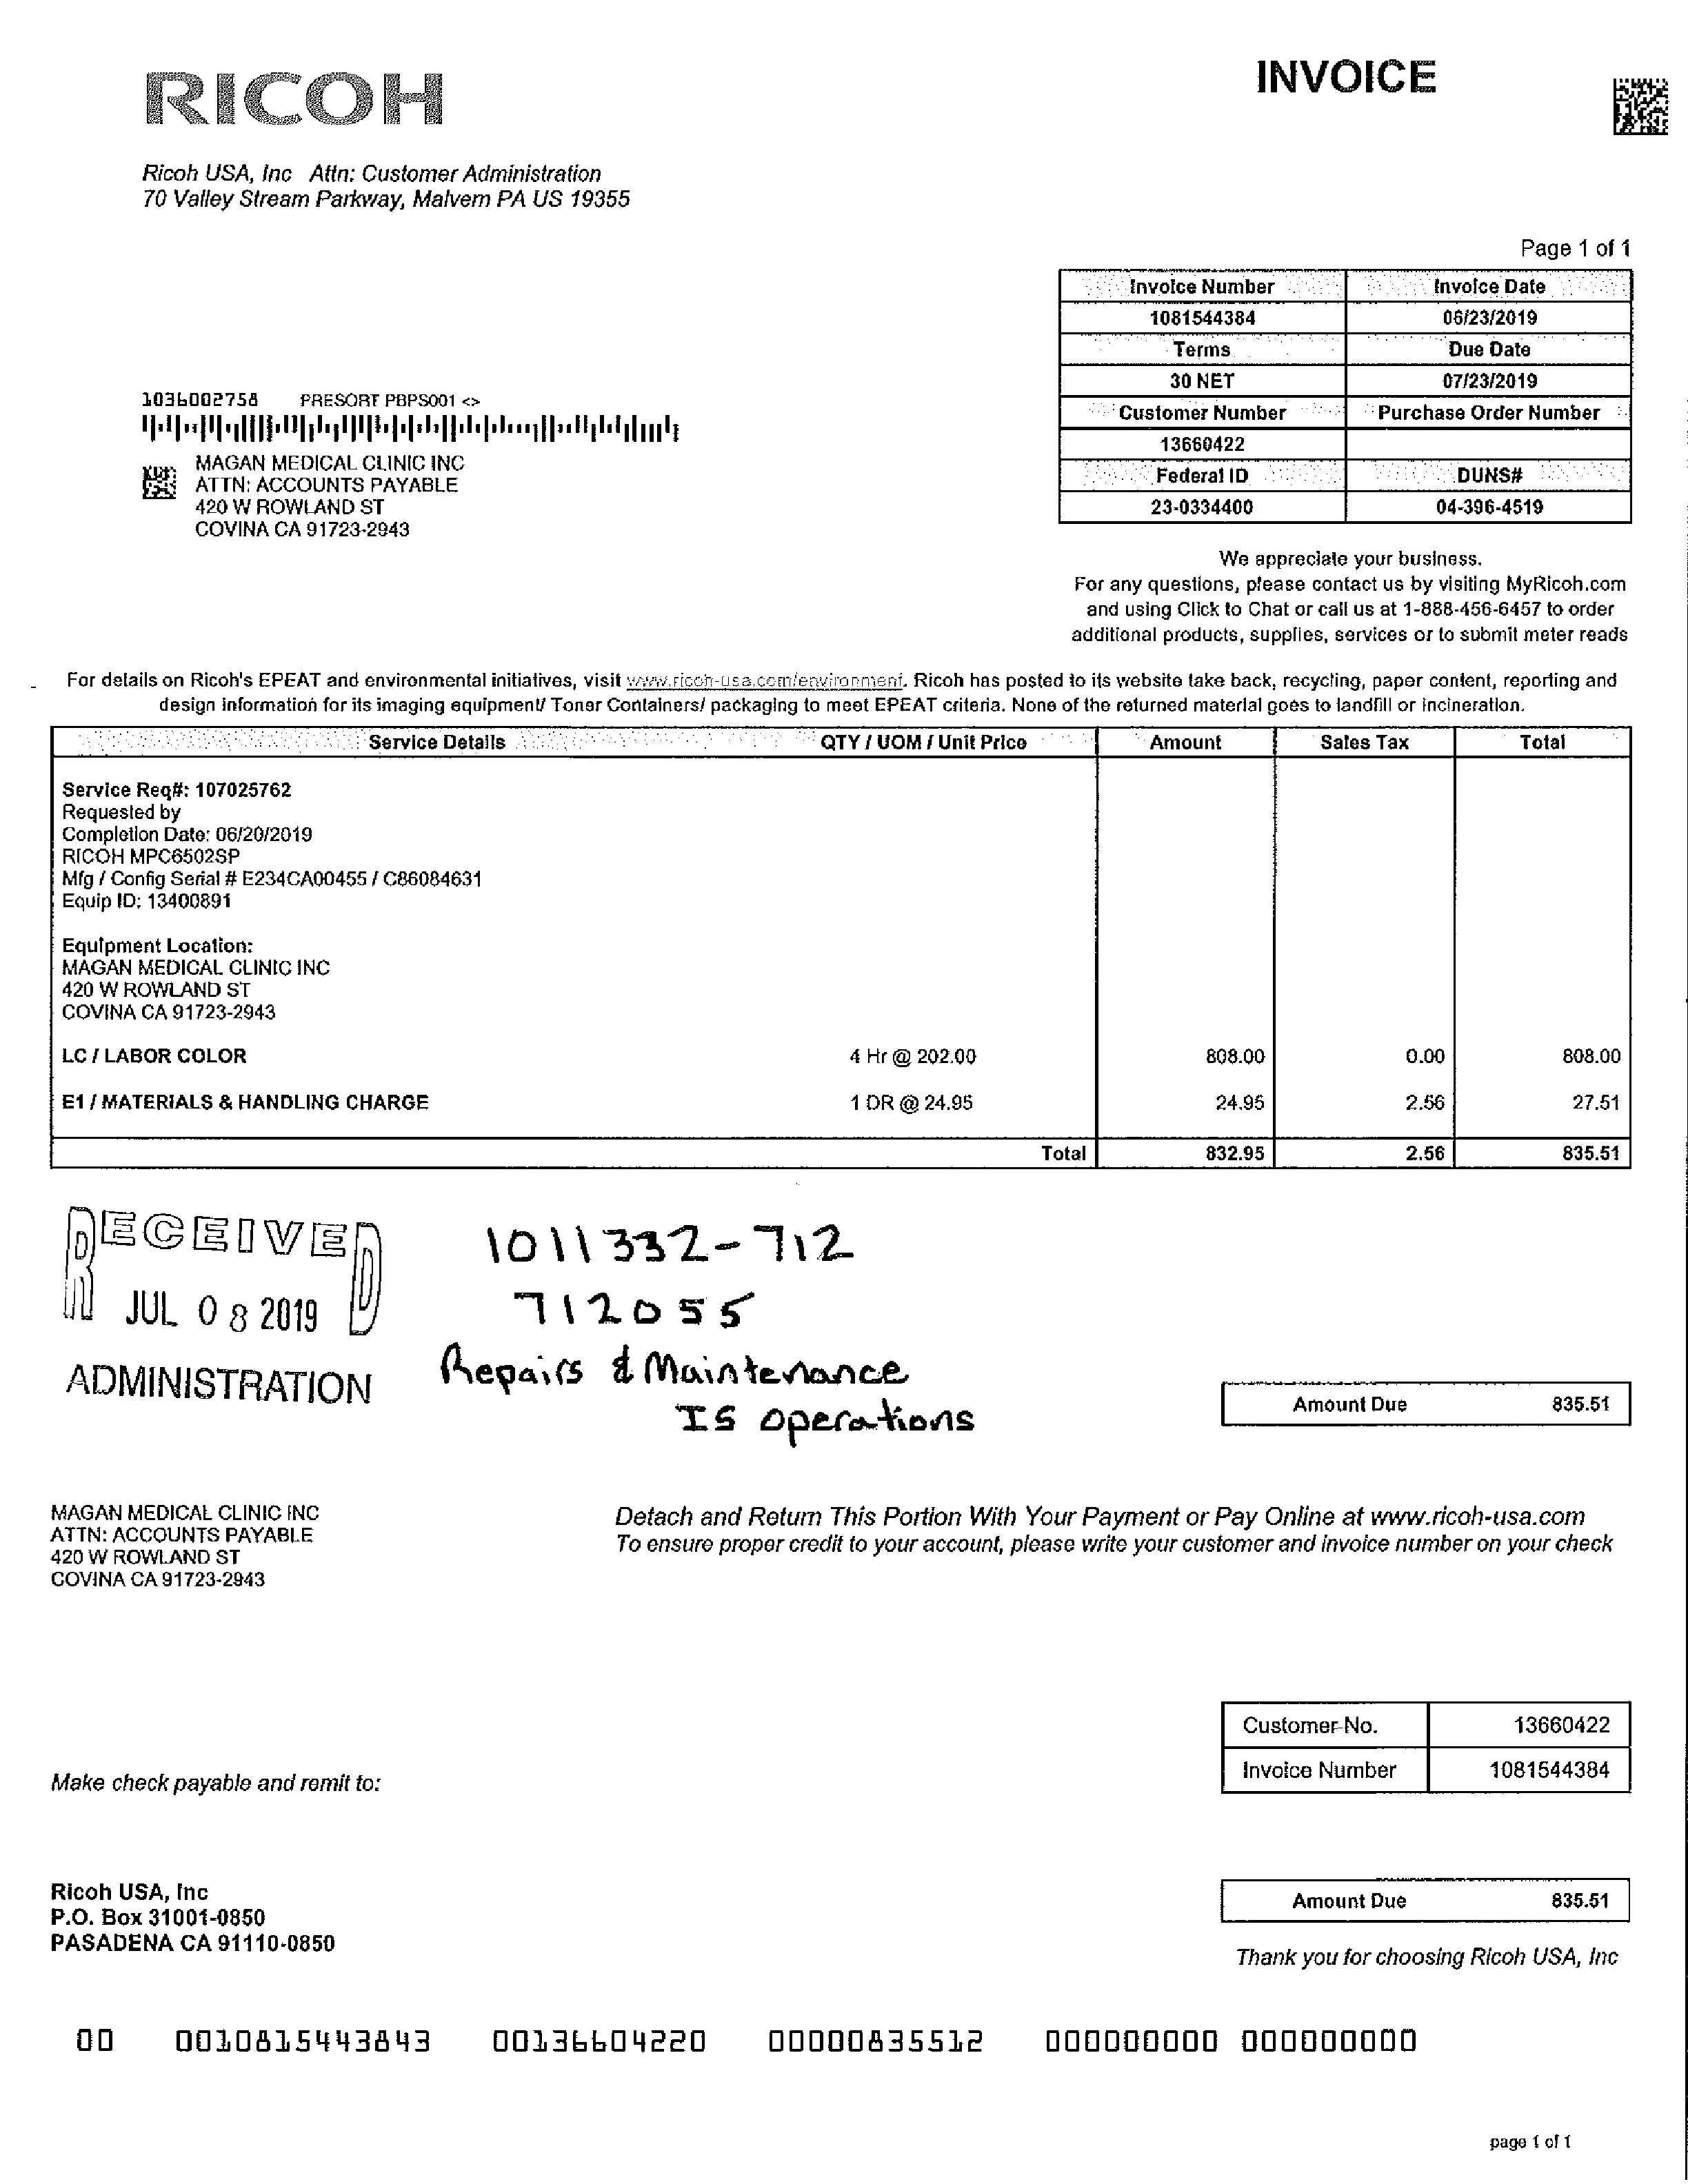 RICOH
INVOICE
Ricoh USA, Inc Attn: Customer Administration
70 Valley Stream Parkway, Malvern PA US 19355
Page 1 of 1
Invoice Number Invoice Date
1081544384 06/23/2019
Terms Due Date
30 NET 07/23/2019
Customer Number Purchase Order Number
13660422
Federal ID DUNS#
23-0334400 04-396-4519
1036002758 PRESORT PBPS001 <>
MAGAN MEDICAL CLINIC INC
ATTN: ACCOUNTS PAYABLE
420 W ROWLAND ST
COVINA CA 91723-2943
We appreciate your business.
For any questions, please contact us by visiting MyRicoh.com
and using Click to Chat or call us at 1-888-456-6457 to order
additional products, supplies, services or to submit meter reads
For details on Ricoh's EPEAT and environmental initiatives, visit www.ricoh-usa.com/environment. Ricoh has posted to its website take back, recycling, paper content, reporting and
design information for its imaging equipment/ Toner Containers/ packaging to meet EPEAT criteria. None of the returned material goes to landfill or incineration.
Service Details QTY / UOM / Unit Price Amount Sales Tax Total
Service Req#: 107025762
Requested by
Completion Date: 06/20/2019
RICOH MPC6502SP
Mfg / Config Serial # E234CA00455 / C86084631
Equip ID: 13400891
Equipment Location:
MAGAN MEDICAL CLINIC INC
420 W ROWLAND ST
COVINA CA 91723-2943
LC / LABOR COLOR 4 Hr @ 202.00 808.00 0.00 808.00
E1 / MATERIALS & HANDLING CHARGE 1 DR @ 24.95 24.95 2.56 27.51
Total 832.95 2.56 835.51
RECEIVED
JUL 08 2019
ADMINISTRATION
1011332-712
712055
Repairs & Maintenance
IS operations
Amount Due 835.51
MAGAN MEDICAL CLINIC INC
ATTN: ACCOUNTS PAYABLE
420 W ROWLAND ST
COVINA CA 91723-2943
Detach and Return This Portion With Your Payment or Pay Online at www.ricoh-usa.com
To ensure proper credit to your account, please write your customer and invoice number on your check
Customer No. 13660422
Invoice Number 1081544384
Make check payable and remit to:
Ricoh USA, Inc
P.O. Box 31001-0850
PASADENA CA 91110-0850
Amount Due 835.51
Thank you for choosing Ricoh USA, Inc
00 0010815443843 00136604220 00000835512 000000000 000000000
page 1 of 1